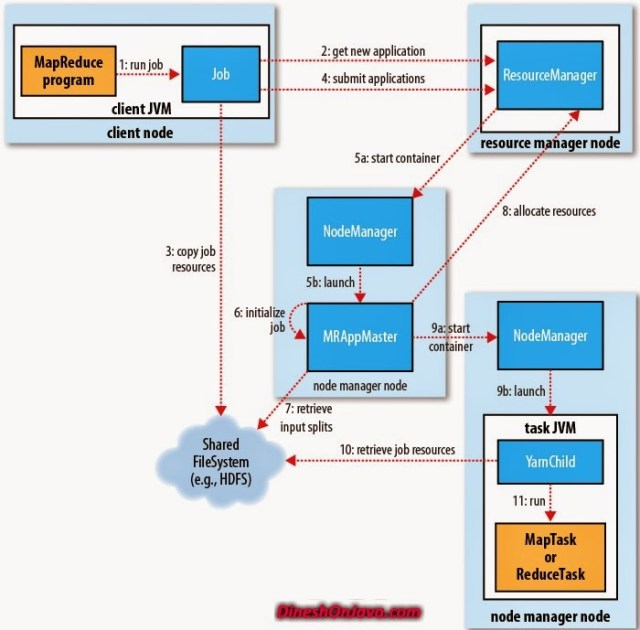 MapReduce
program
1: run job
Job
client JVM
client node
2: get new application
4: submit applications
ResourceManager
resource manager node
5a: start container
8: allocate resources
3: copy job
resources
NodeManager
5b: launch
6: initialize
job
MRAppMaster
node manager node
9a: start
container
NodeManager
9b: launch
7: retrieve
input splits
Shared
FileSystem
(e.g., HDFS)
10: retrieve job resources
task JVM
YarnChild
11: run
MapTask
or
ReduceTask
node manager node
DineshOnJava.com